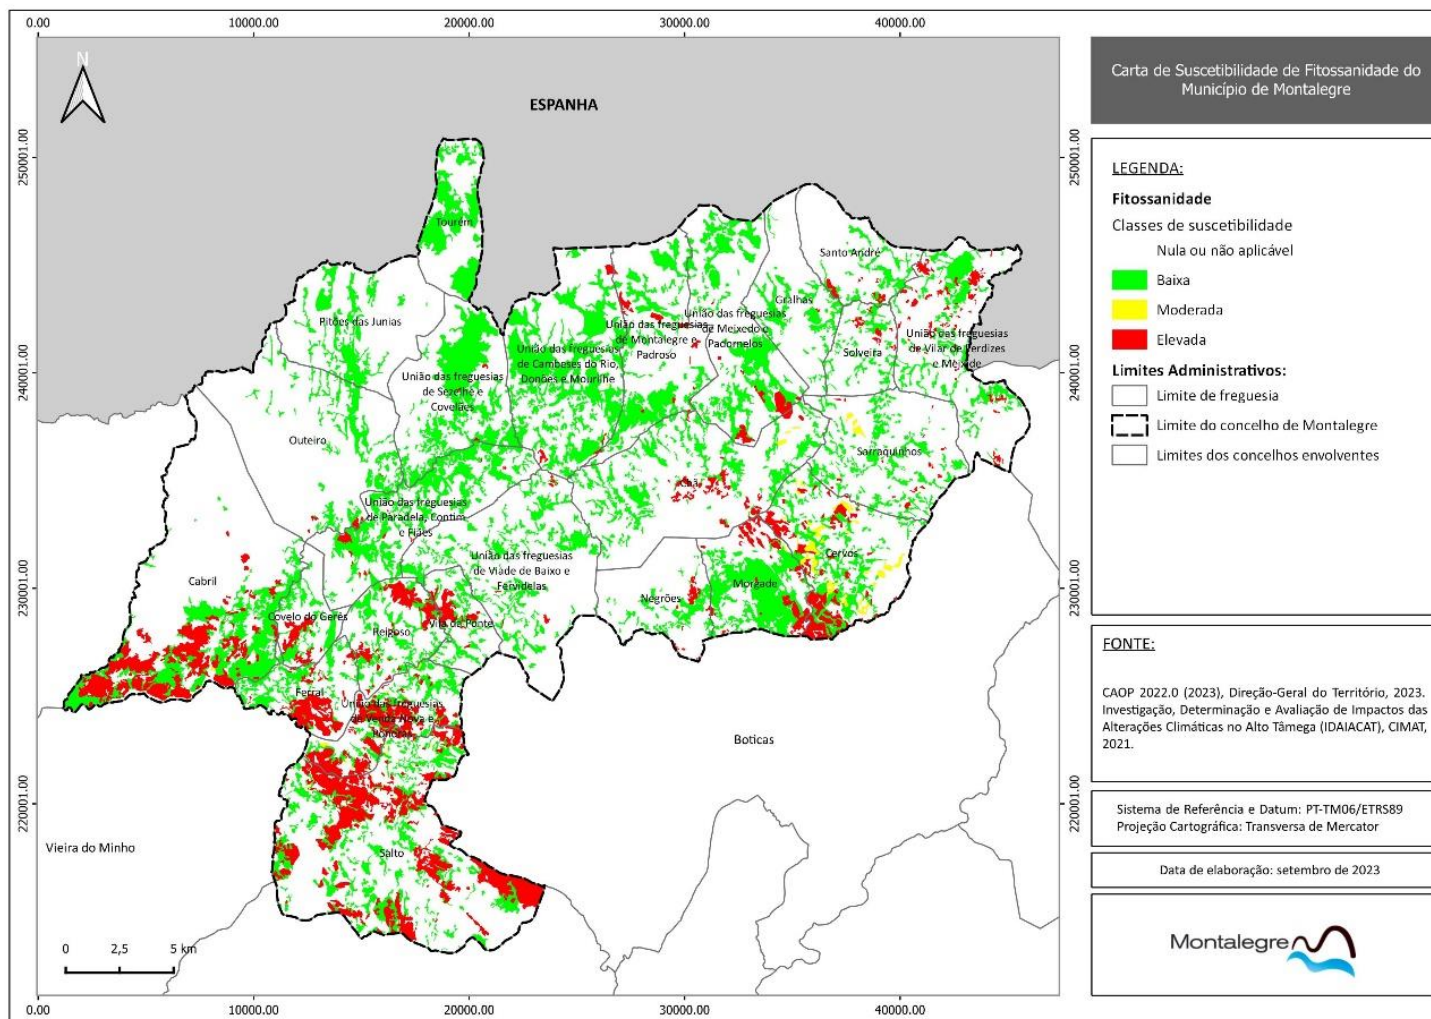 0.00
10000.00
20000.00
30000.00
40000.00
250001.00
240001.00
230001.00
220001.00
250001.00
240001.00
230001.00
220001.00
N
ESPANHA
Tourém
Santo André
Gralhas
Pitões das Junias
União das freguesias
de Montalegre e
Padroso
União das freguesias
de Meixedo e
Padornelos
Solveira
União das freguesias
de Vilar de Perdizes
e Meixide
União das freguesias
de Cambeses do Rio,
Donões e Mourilhe
União das freguesias
de Sezelhe e
Covelães
Outeiro
Sarraquinhos
Chã
União das freguesias
de Paradela, Contim
e Fiães
União das freguesias
de Viade de Baixo e
Fervidelas
Cervos
Cabril
Morgade
Negrões
Covelo do Gerês
Reigoso
Vila da Ponte
Ferral
União das freguesias
de Venda Nova e
Pondras
Salto
Boticas
Vieira do Minho
0
2,5
5 km
0.00
10000.00
20000.00
30000.00
40000.00
Carta de Suscetibilidade de Fitossanidade do
Município de Montalegre
LEGENDA:
Fitossanidade
Classes de suscetibilidade
Nula ou não aplicável
Baixa
Moderada
Elevada
Limites Administrativos:
Limite de freguesia
Limite do concelho de Montalegre
Limites dos concelhos envolventes
FONTE:
CAOP 2022.0 (2023), Direção-Geral do Território, 2023.
Investigação, Determinação e Avaliação de Impactos das
Alterações Climáticas no Alto Tâmega (IDAIACAT), CIMAT,
2021.
Sistema de Referência e Datum: PT-TM06/ETRS89
Projeção Cartográfica: Transversa de Mercator
Data de elaboração: setembro de 2023
Montalegre